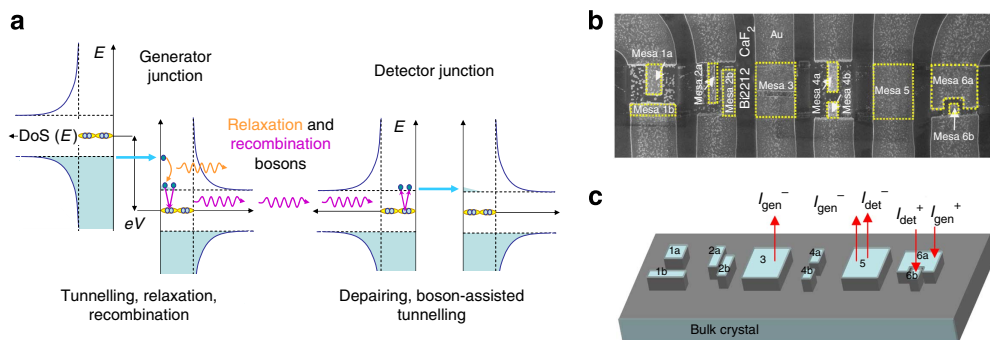 a
E
Generator
junction
DoS (E)
eV
Tunnelling, relaxation,
recombination
Relaxation and
recombination
bosons
Detector junction
E
Depairing, boson-assisted
tunnelling
b
Mesa 1a
Mesa 1b
Mesa 2a
Mesa 2b
Bi2212
CaF2
Au
Mesa 3
Mesa 4a
Mesa 4b
Mesa 5
Mesa 6a
Mesa 6b
c
Igen−
Igen−
Idet−
Idet+
Igen+
1a
1b
2a
2b
3
4a
4b
5
6a
6b
Bulk crystal